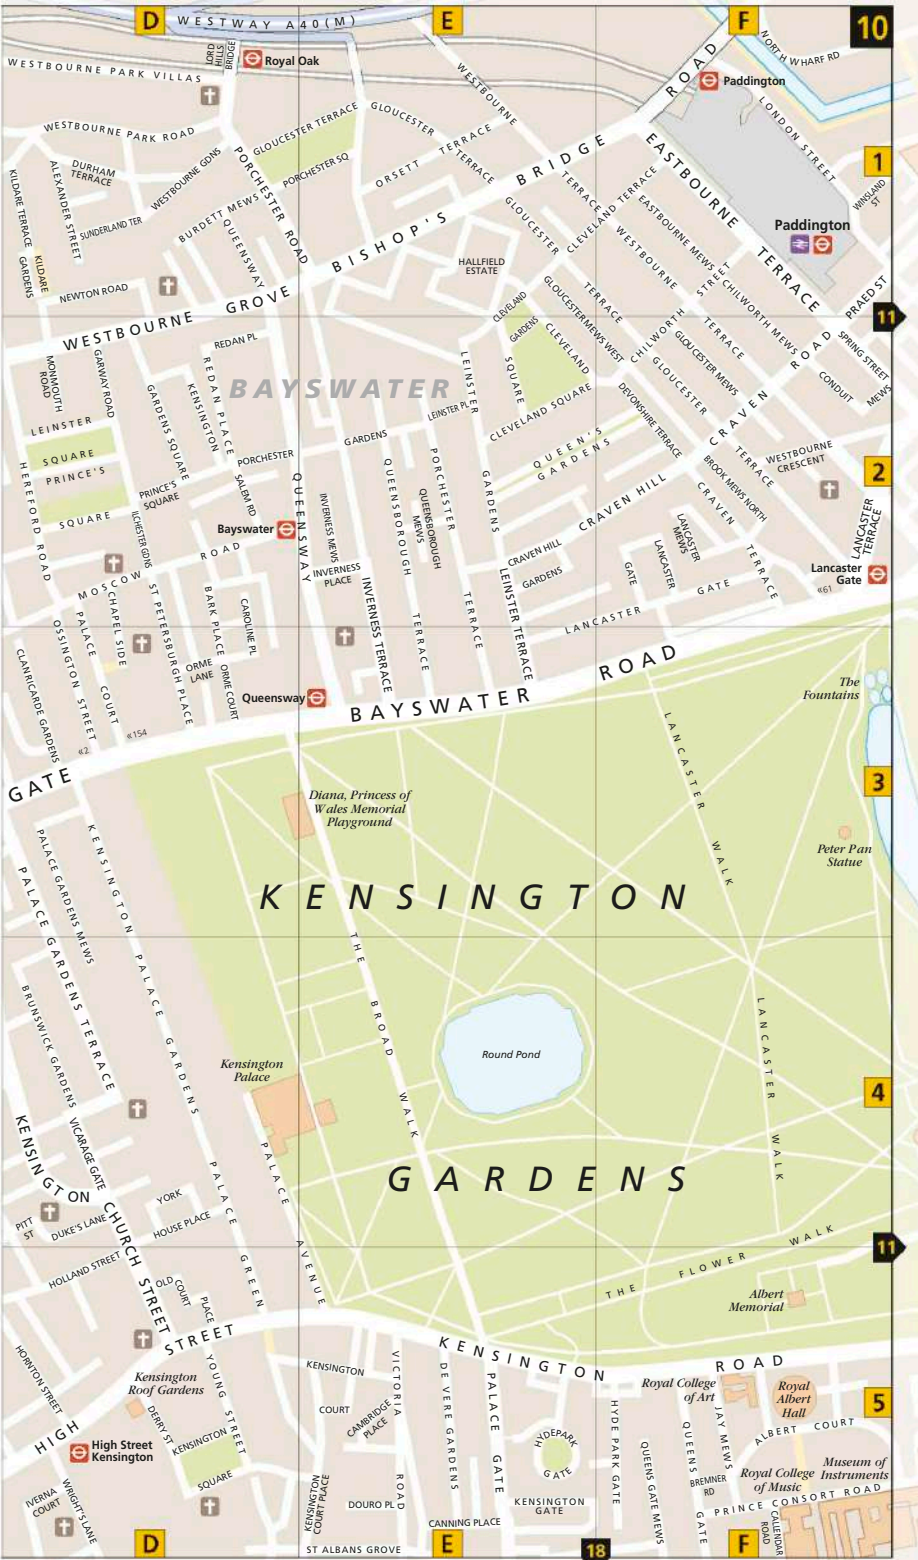 D
WESTWAY A40(M)
E
F
10
LORD
HILLS
BRIDGE
Royal Oak
NORTH WHARF RD
WESTBOURNE PARK VILLAS
WESTBOURNE
ROAD
Paddington
LONDON STREET
WESTBOURNE PARK ROAD
GLOUCESTER TERRACE
GLOUCESTER
TERRACE
ORSETT TERRACE
BISHOP'S BRIDGE
EASTBOURNE TERRACE
1
KILDARE TERRACE
ALEXANDER STREET
DURHAM
TERRACE
WESTBOURNE GDNS
PORCHESTER ROAD
PORCHESTER SQ
TERRACE
CLEVELAND TERRACE
WINSLAND
ST
SUNDERLAND TER
BURDETT MEWS
QUEENSWAY
GLOUCESTER
WESTBOURNE
EASTBOURNE MEWS
Paddington
KILDARE
GARDENS
NEWTON ROAD
HALLFIELD
ESTATE
TERRACE
CHILWORTH STREET
CHILWORTH MEWS
PRAED ST
WESTBOURNE GROVE
CLEVELAND
GARDENS
GLOUCESTER MEWS WEST
TERRACE
11
REDAN PL
CLEVELAND
SQUARE
GLOUCESTER MEWS
SPRING STREET
MONMOUTH
ROAD
GARWAY ROAD
REDAN PLACE
BAYSWATER
LEINSTER
GLOUCESTER
TERRACE
CRAVEN ROAD
CONDUIT
MEWS
KENSINGTON
GARDENS SQUARE
LEINSTER PL
CLEVELAND SQUARE
DEVONSHIRE TERRACE
LEINSTER
SQUARE
PRINCE'S
SQUARE
GARDENS
QUEEN'S
GARDENS
WESTBOURNE
CRESCENT
2
HEREFORD ROAD
PORCHESTER
PRINCE'S
SQUARE
SALEM RD
QUEENSWAY
QUEENSBOROUGH
PORCHESTER
GARDENS
BROOK MEWS NORTH
CRAVEN
TERRACE
ILCHESTER GDNS
Bayswater
INVERNESS MEWS
QUEENSBOROUGH
MEWS
CRAVEN HILL
LANCASTER
MEWS
LANCASTER
TERRACE
MOSCOW ROAD
INVERNESS
PLACE
CRAVEN HILL
GARDENS
GATE
LANCASTER
GATE
Lancaster
Gate
«61
LANCASTER
CHAPEL SIDE
PALACE
COURT
OSSINGTON STREET
ST PETERSBURGH PLACE
BARK PLACE
CAROLINE PL
INVERNESS TERRACE
TERRACE
TERRACE
LEINSTER TERRACE
CLANRICARDE GARDENS
ORME
LANE
ORME COURT
Queensway
BAYSWATER ROAD
The
Fountains
«2
«154
GATE
LANCASTER
WALK
3
PALACE GARDENS MEWS
KENSINGTON PALACE GARDENS
Diana, Princess of
Wales Memorial
Playground
Peter Pan
Statue
PALACE GARDENS TERRACE
KENSINGTON
THE BROAD WALK
BRUNSWICK GARDENS
LANCASTER
WALK
Round Pond
Kensington
Palace
4
KENSINGTON
CHURCH STREET
VICARAGE GATE
PALACE
AVENUE
GARDENS
PALACE
GREEN
PITT
ST
DUKE'S LANE
YORK
HOUSE PLACE
11
HOLLAND STREET
OLD
COURT
PLACE
THE FLOWER WALK
Albert
Memorial
HORNTON STREET
STREET
KENSINGTON ROAD
Kensington
Roof Gardens
YOUNG STREET
KENSINGTON
COURT
VICTORIA
ROAD
DE VERE GARDENS
PALACE GATE
Royal College
of Art
Royal
Albert
Hall
5
HIGH
High Street
Kensington
DERRY ST
KENSINGTON
SQUARE
CAMBRIDGE
PLACE
HYDE PARK
GATE
HYDE PARK GATE
QUEENS GATE MEWS
QUEENS
GATE
JAY MEWS
ALBERT COURT
Museum of
Instruments
Royal College
of Music
BREMNER
RD
IVERNA
COURT
WRIGHT'S LANE
KENSINGTON
COURT PLACE
DOURO PL
CANNING PLACE
KENSINGTON
GATE
PRINCE CONSORT ROAD
CALLENDAR
ROAD
ST ALBANS GROVE
D
E
18
F